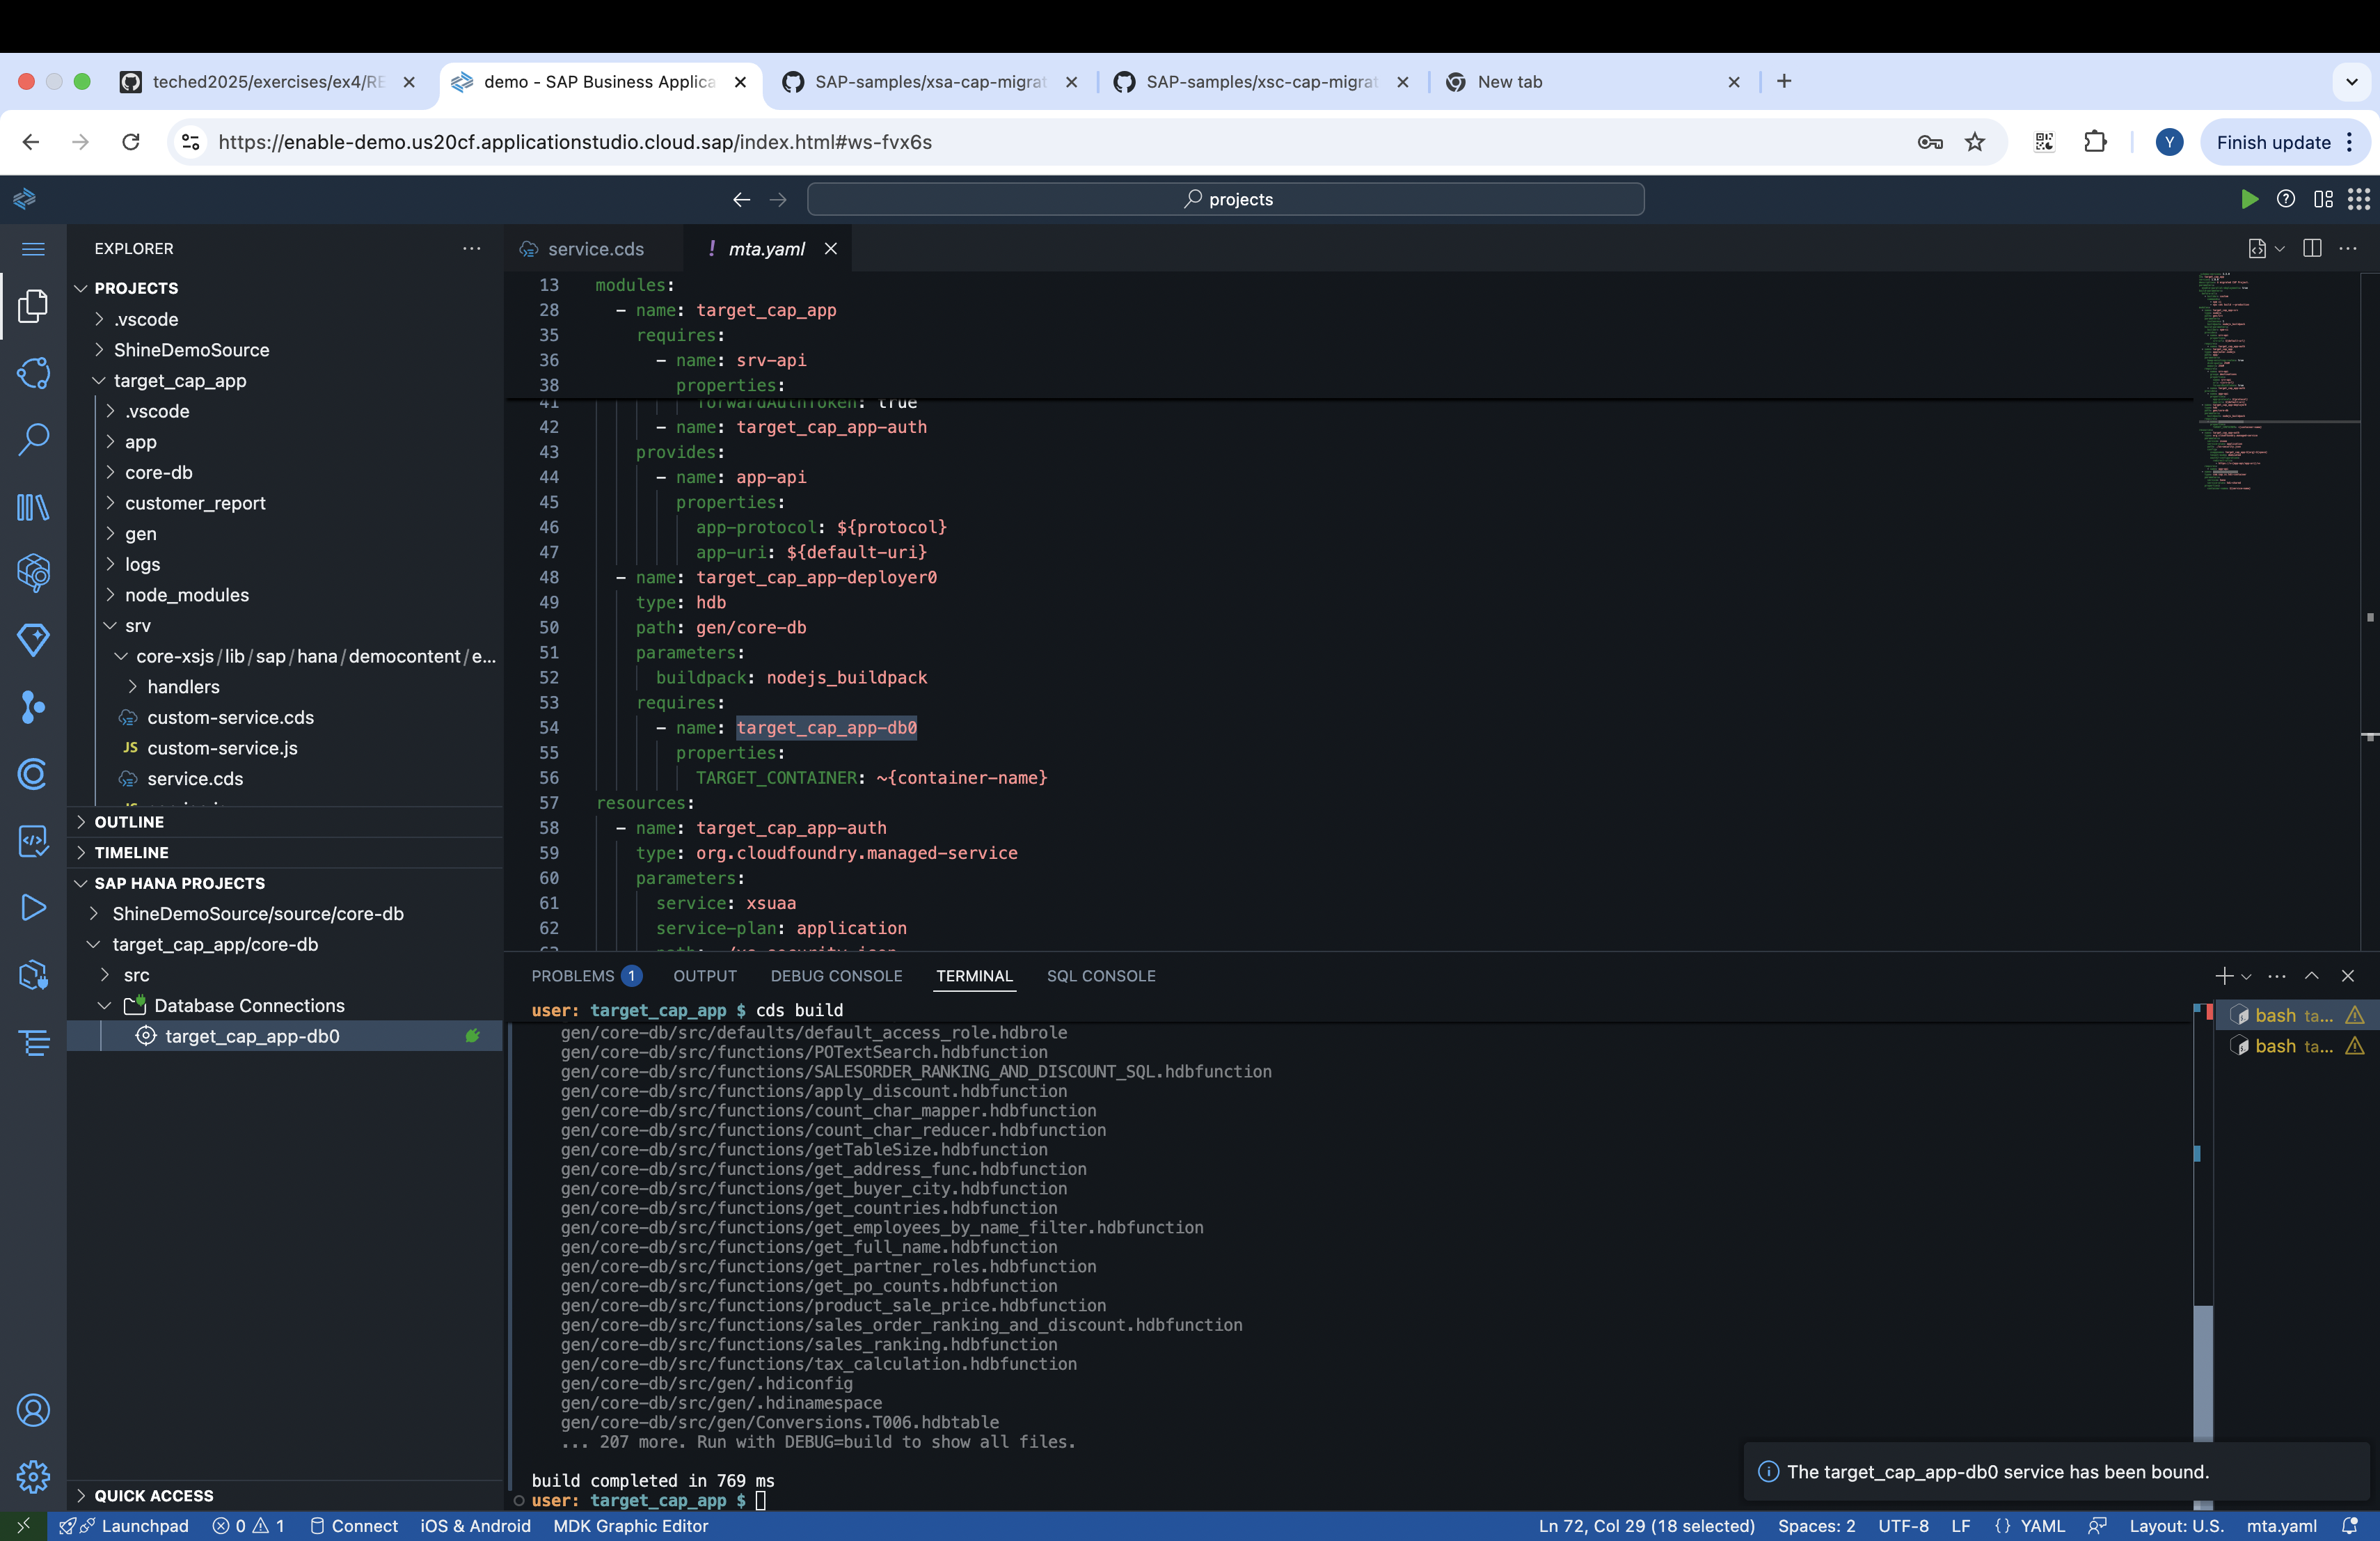 teched2025/exercises/ex4/RE
demo - SAP Business Applica
SAP-samples/xsa-cap-migrat
SAP-samples/xsc-cap-migrat
New tab
https://enable-demo.us20cf.applicationstudio.cloud.sap/index.html#ws-fvx6s
Y
Finish update
projects
EXPLORER
PROJECTS
.vscode
ShineDemoSource
target_cap_app
.vscode
app
core-db
customer_report
gen
logs
node_modules
srv
core-xsjs/lib/sap/hana/democontent/e...
handlers
custom-service.cds
JS custom-service.js
service.cds
OUTLINE
TIMELINE
SAP HANA PROJECTS
ShineDemoSource/source/core-db
target_cap_app/core-db
src
Database Connections
target_cap_app-db0
QUICK ACCESS
service.cds
! mta.yaml
13 modules:
28 - name: target_cap_app
35 requires:
36 - name: srv-api
38 properties:
41 forwardAuthToken: true
42 - name: target_cap_app-auth
43 provides:
44 - name: app-api
45 properties:
46 app-protocol: ${protocol}
47 app-uri: ${default-uri}
48 - name: target_cap_app-deployer0
49 type: hdb
50 path: gen/core-db
51 parameters:
52 buildpack: nodejs_buildpack
53 requires:
54 - name: target_cap_app-db0
55 properties:
56 TARGET_CONTAINER: ~{container-name}
57 resources:
58 - name: target_cap_app-auth
59 type: org.cloudfoundry.managed-service
60 parameters:
61 service: xsuaa
62 service-plan: application
PROBLEMS 1
OUTPUT
DEBUG CONSOLE
TERMINAL
SQL CONSOLE
user: target_cap_app $ cds build
gen/core-db/src/defaults/default_access_role.hdbrole
gen/core-db/src/functions/POTextSearch.hdbfunction
gen/core-db/src/functions/SALESORDER_RANKING_AND_DISCOUNT_SQL.hdbfunction
gen/core-db/src/functions/apply_discount.hdbfunction
gen/core-db/src/functions/count_char_mapper.hdbfunction
gen/core-db/src/functions/count_char_reducer.hdbfunction
gen/core-db/src/functions/getTableSize.hdbfunction
gen/core-db/src/functions/get_address_func.hdbfunction
gen/core-db/src/functions/get_buyer_city.hdbfunction
gen/core-db/src/functions/get_countries.hdbfunction
gen/core-db/src/functions/get_employees_by_name_filter.hdbfunction
gen/core-db/src/functions/get_full_name.hdbfunction
gen/core-db/src/functions/get_partner_roles.hdbfunction
gen/core-db/src/functions/get_po_counts.hdbfunction
gen/core-db/src/functions/product_sale_price.hdbfunction
gen/core-db/src/functions/sales_order_ranking_and_discount.hdbfunction
gen/core-db/src/functions/sales_ranking.hdbfunction
gen/core-db/src/functions/tax_calculation.hdbfunction
gen/core-db/src/gen/.hdiconfig
gen/core-db/src/gen/.hdinamespace
gen/core-db/src/gen/Conversions.T006.hdbtable
... 207 more. Run with DEBUG=build to show all files.
build completed in 769 ms
user: target_cap_app $
bash ta...
bash ta...
The target_cap_app-db0 service has been bound.
Launchpad
0
1
Connect
iOS & Android
MDK Graphic Editor
Ln 72, Col 29 (18 selected)
Spaces: 2
UTF-8
LF
{} YAML
Layout: U.S.
mta.yaml